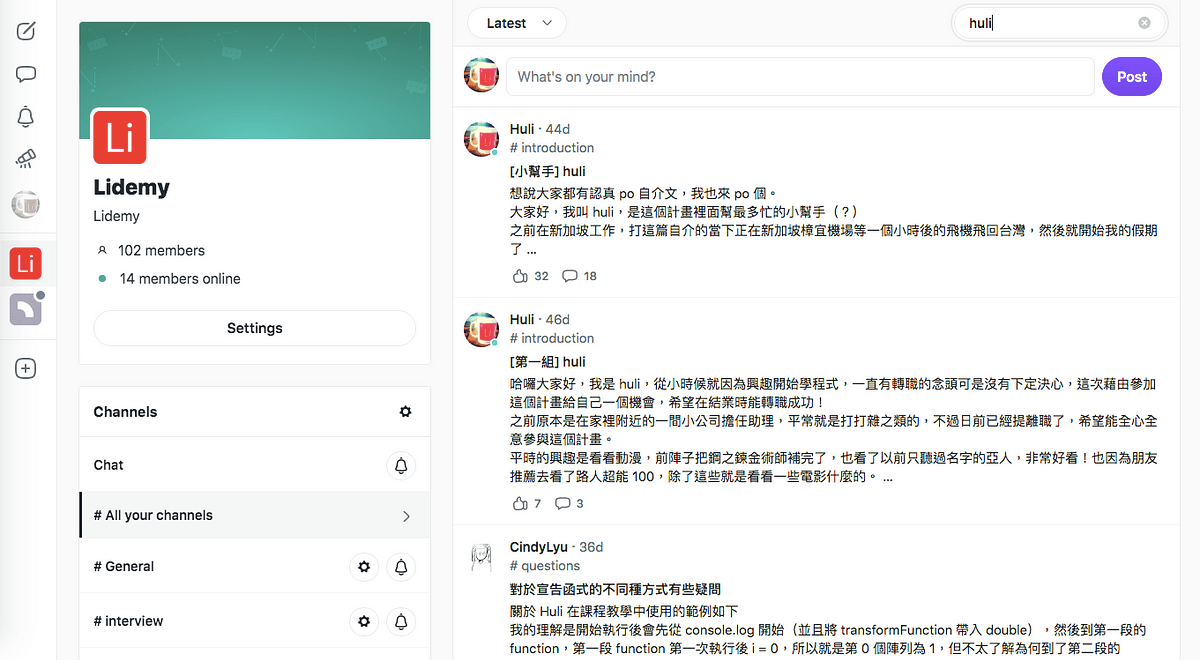 Li
Li
Lidemy
Lidemy
102 members
14 members online
Settings
Channels
Chat
# All your channels
# General
# interview
Latest
huli
What's on your mind?
Post
Huli · 44d
# introduction
[小幫手] huli
想說大家都有認真 po 自介文，我也來 po 個。
大家好，我叫 huli，是這個計畫裡面幫最多忙的小幫手（？）
之前在新加坡工作，打這篇自介的當下正在新加坡樟宜機場等一個小時後的飛機飛回台灣，然後就開始我的假期
了 ...
32
18
Huli · 46d
# introduction
[第一組] huli
哈囉大家好，我是 huli，從小時候就因為興趣開始學程式，一直有轉職的念頭可是沒有下定決心，這次藉由參加
這個計畫給自己一個機會，希望在結業時能轉職成功！
之前原本是在家裡附近的一間小公司擔任助理，平常就是打打雜之類的，不過日前已經提離職了，希望能全心全
意參與這個計畫。
平時的興趣是看看動漫，前陣子把鋼之鍊金術師補完了，也看了以前只聽過名字的亞人，非常好看！也因為朋友
推薦去看了路人超能 100，除了這些就是看看一些電影什麼的。 ...
7
3
CindyLyu · 36d
# questions
對於宣告函式的不同種方式有些疑問
關於 Huli 在課程教學中使用的範例如下
我的理解是開始執行後會先從 console.log 開始（並且將 transformFunction 帶入 double），然後到第一段的
function，第一段 function 第一次執行後 i = 0，所以就是第 0 個陣列為 1，但不太了解為何到了第二段的